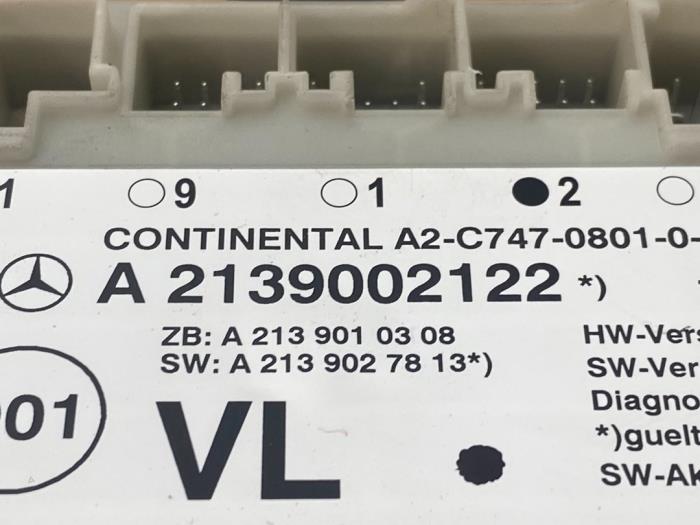 1 9 1 2
CONTINENTAL A2-C747-0801-0-
A 2139002122 *)
ZB: A 213 901 03 08
HW-Vers
SW: A 213 902 78 13*)
SW-Ver
Diagno
01
*)guelt
VL
SW-Ak